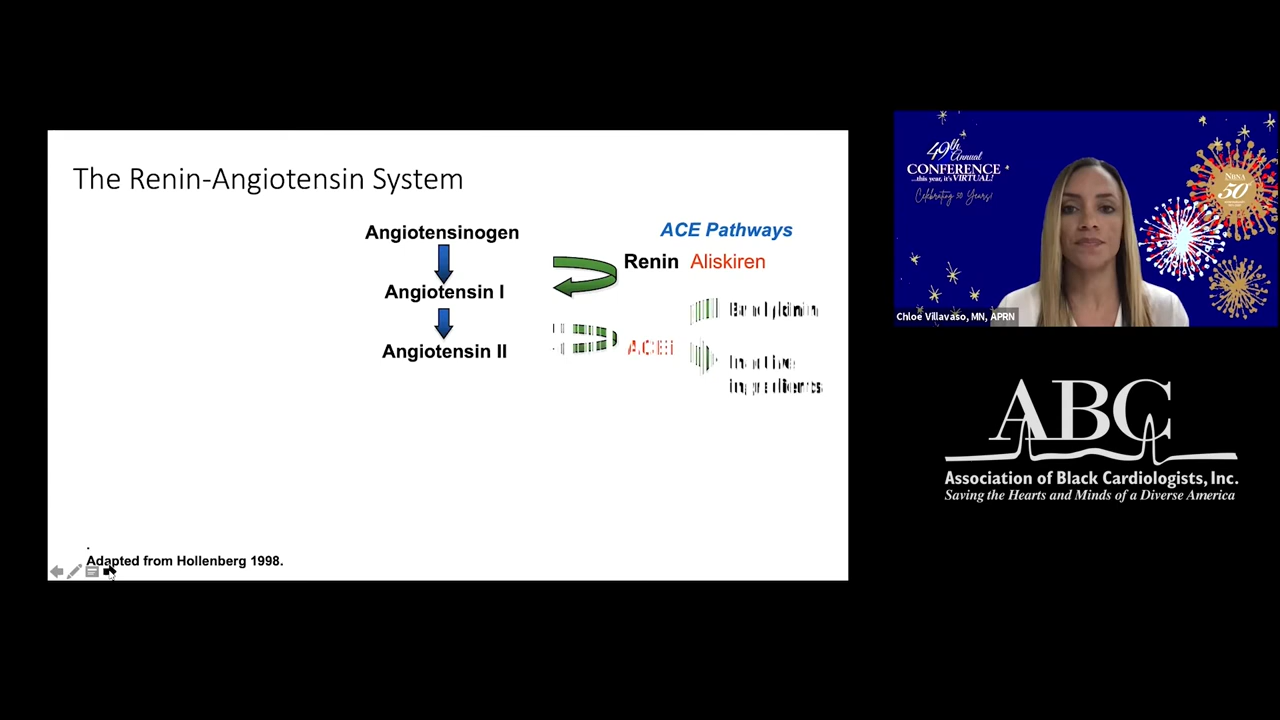 The Renin-Angiotensin System
Angiotensinogen
ACE Pathways
Renin Aliskiren
Angiotensin I
Bradykinin
Angiotensin II
ACEi
Inactive
ingredients
.
Adapted from Hollenberg 1998.
49th Annual
CONFERENCE
...this year, it's VIRTUAL!
Celebrating 50 Years!
NBNA
50
Chloe Villavaso, MN, APRN
ABC
Association of Black Cardiologists, Inc.
Saving the Hearts and Minds of a Diverse America